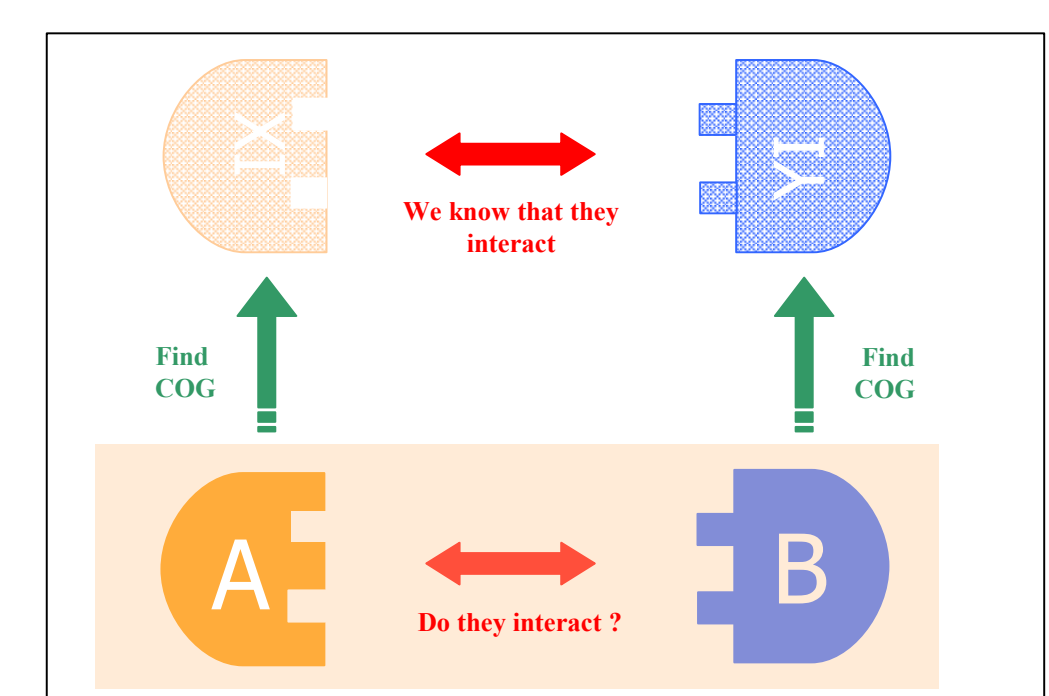 X1
Y1
We know that they
interact
Find
COG
Find
COG
A
B
Do they interact ?